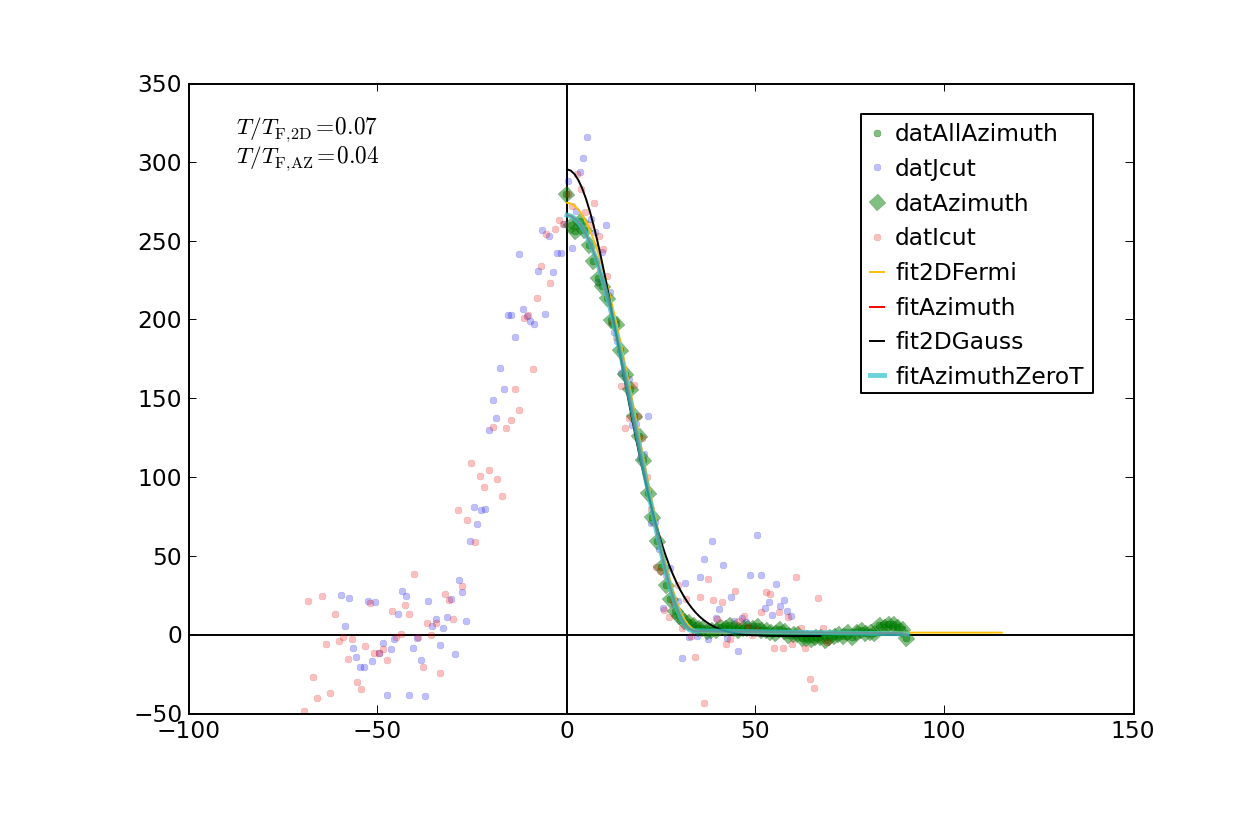 350
300
250
200
150
100
50
0
−50
−100
−50
0
50
100
150
T/T_F,2D = 0.07
T/T_F,AZ = 0.04
datAllAzimuth
datJcut
datAzimuth
datIcut
fit2DFermi
fitAzimuth
fit2DGauss
fitAzimuthZeroT